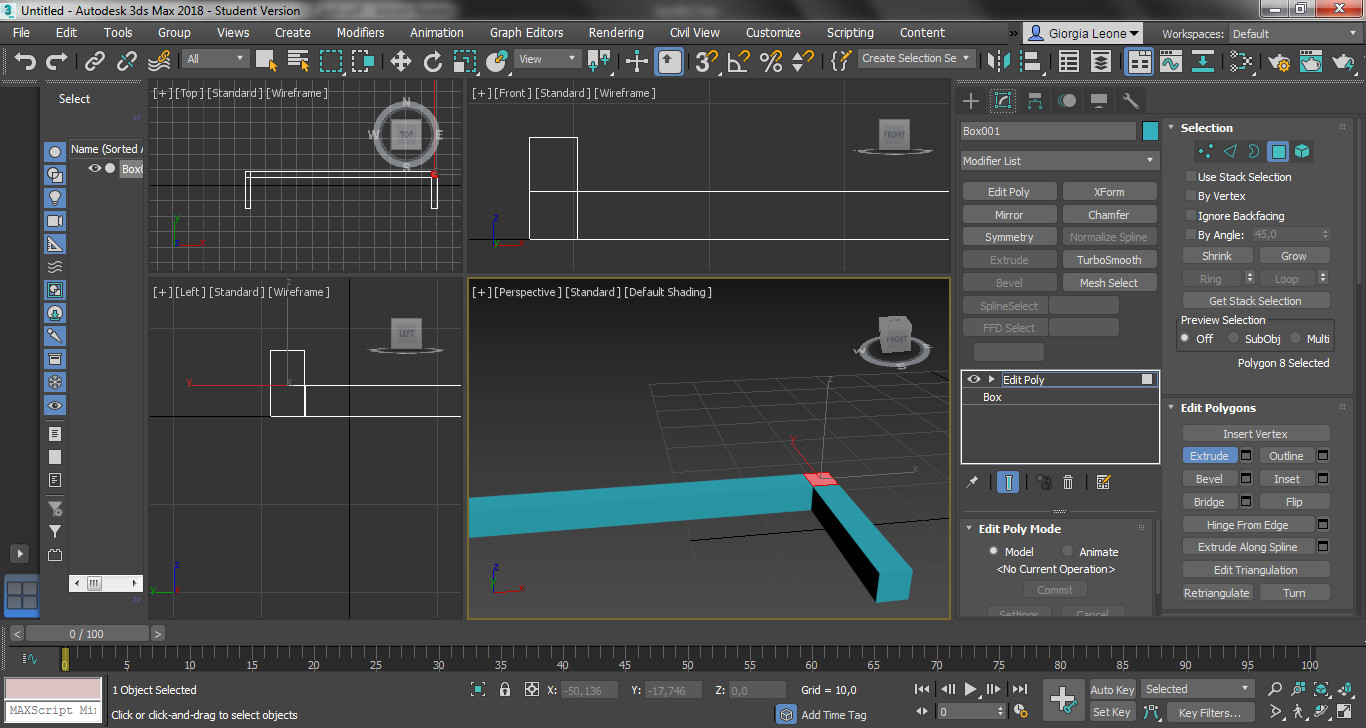 Untitled - Autodesk 3ds Max 2018 - Student Version
File Edit Tools Group Views Create Modifiers Animation Graph Editors Rendering Civil View Customize Scripting Content » Giorgia Leone Workspaces: Default
All View Create Selection Se
Select
Name (Sorted A
Box0
[+] [Top] [Standard] [Wireframe]
N
W TOP E
S
y
z x
[+] [Front] [Standard] [Wireframe]
FRONT
z
y x
[+] [Left] [Standard] [Wireframe]
z
LEFT
y x
z
y
[+] [Perspective] [Standard] [Default Shading]
FRONT
W E
S
z
y
x
z
y x
Box001
Modifier List
Edit Poly XForm
Mirror Chamfer
Symmetry Normalize Spline
Extrude TurboSmooth
Bevel Mesh Select
SplineSelect
FFD Select
Edit Poly
Box
Edit Poly Mode
Model Animate
<No Current Operation>
Commit
Settings Cancel
Selection
Use Stack Selection
By Vertex
Ignore Backfacing
By Angle: 45,0
Shrink Grow
Ring Loop
Get Stack Selection
Preview Selection
Off SubObj Multi
Polygon 8 Selected
Edit Polygons
Insert Vertex
Extrude Outline
Bevel Inset
Bridge Flip
Hinge From Edge
Extrude Along Spline
Edit Triangulation
Retriangulate Turn
< 0 / 100 >
0 5 10 15 20 25 30 35 40 45 50 55 60 65 70 75 80 85 90 95 100
1 Object Selected X: -50,136 Y: -17,746 Z: 0,0 Grid = 10,0 Auto Key Selected
MAXScript Mi Click or click-and-drag to select objects Add Time Tag 0 Set Key Key Filters...